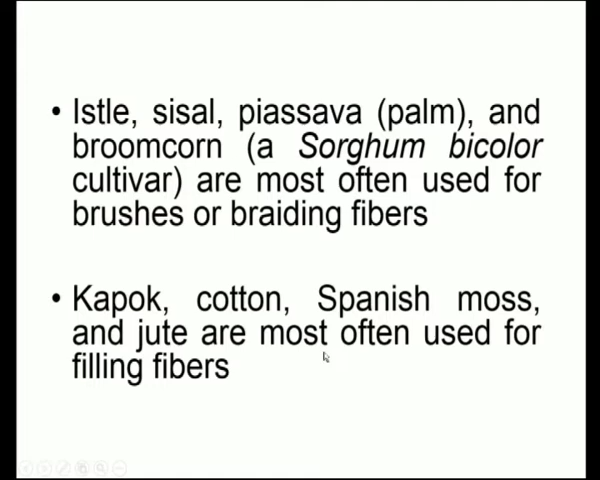 • Istle, sisal, piassava (palm), and
broomcorn (a Sorghum bicolor
cultivar) are most often used for
brushes or braiding fibers
• Kapok, cotton, Spanish moss,
and jute are most often used for
filling fibers